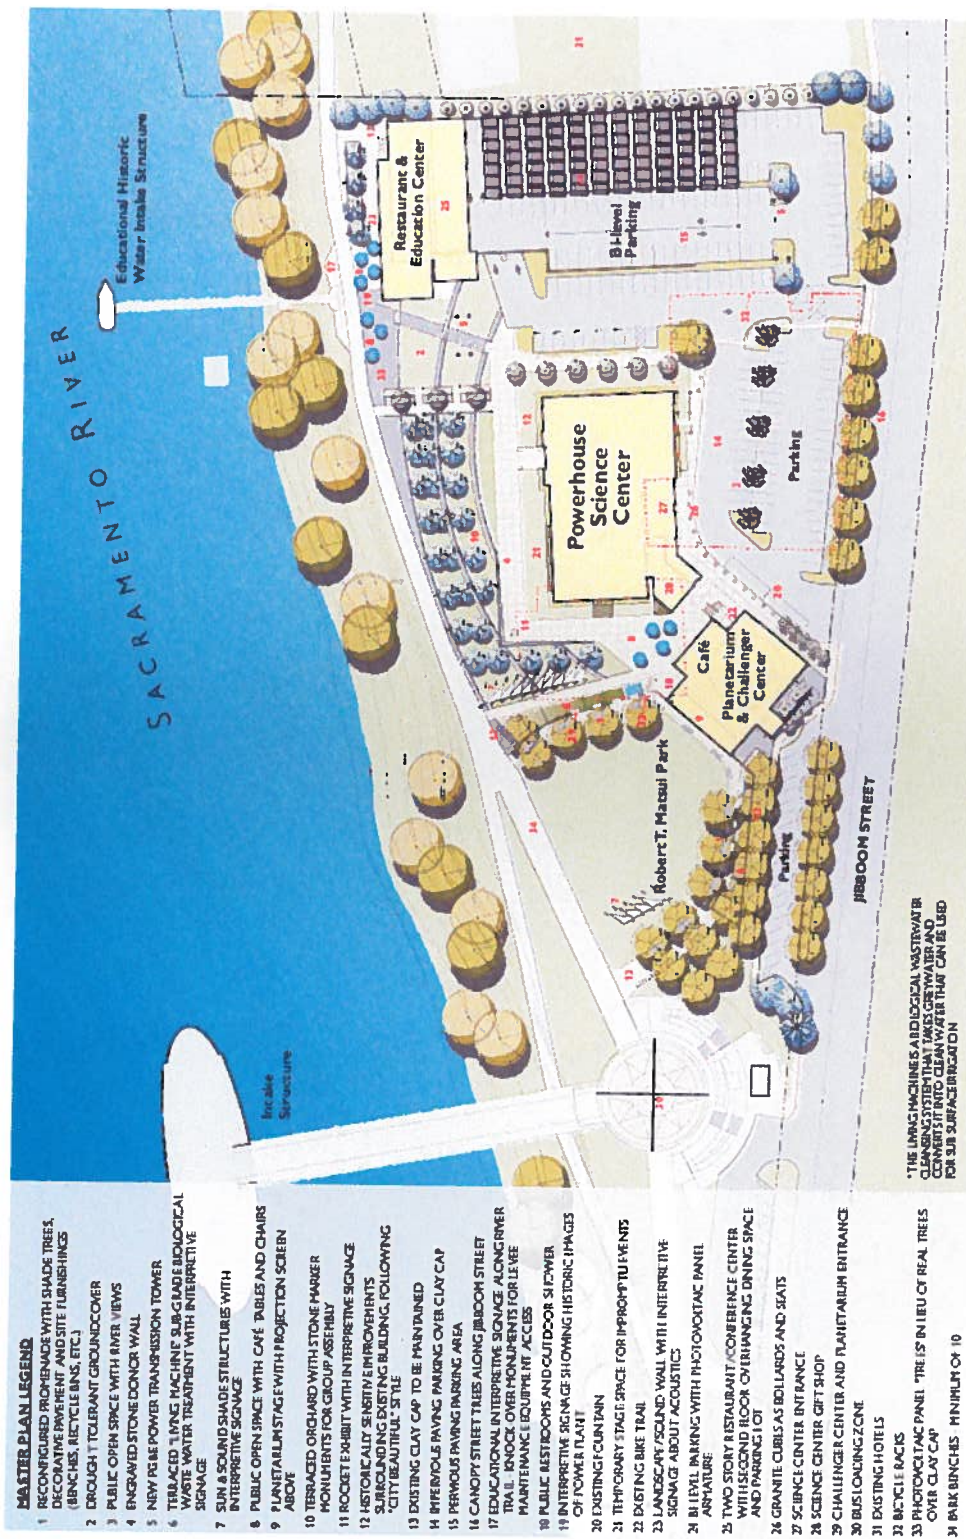 MASTER PLAN LEGEND
1 RECONFIGURED PROMENADE WITH SHADE TREES,
DECORATIVE PAVEMENT AND SITE FURNISHINGS
(BENCHES, RECYCLE BINS, ETC.)
2 DROUGHT TOLERANT GROUNDCOVER
3 PUBLIC OPEN SPACE WITH RIVER VIEWS
4 ENGRAVED STONE DONOR WALL
5 NEW PG&E POWER TRANSMISSION TOWER
6 TERRACED "LIVING MACHINE" SUB-GRADE BIOLOGICAL
WASTE WATER TREATMENT WITH INTERPRETIVE
SIGNAGE
7 SUN & SOUND SHADE STRUCTURES WITH
INTERPRETIVE SIGNAGE
8 PUBLIC OPEN SPACE WITH CAFÉ TABLES AND CHAIRS
9 PLANETARIUM STAGE WITH PROJECTION SCREEN
ABOVE
10 TERRACED ORCHARD WITH STONE MARKER
MONUMENTS FOR GROUP ASSEMBLY
11 ROCKET EXHIBIT WITH INTERPRETIVE SIGNAGE
12 HISTORICALLY SENSITIVE IMPROVEMENTS
SURROUNDING EXISTING BUILDING, FOLLOWING
"CITY BEAUTIFUL" STYLE
13 EXISTING CLAY CAP TO BE MAINTAINED
14 IMPERVIOUS PAVING PARKING OVER CLAY CAP
15 PERVIOUS PAVING PARKING AREA
16 CANOPY STREET TREES ALONG JIBBOOM STREET
17 EDUCATIONAL INTERPRETIVE SIGNAGE ALONG RIVER
TRAIL - KNOCK OVER MONUMENTS FOR LEVEE
MAINTENANCE EQUIPMENT ACCESS
18 PUBLIC RESTROOMS AND OUTDOOR SHOWER
19 INTERPRETIVE SIGNAGE SHOWING HISTORIC IMAGES
OF POWER PLANT
20 EXISTING FOUNTAIN
21 TEMPORARY STAGE SPACE FOR IMPROMPTU EVENTS
22 EXISTING BIKE TRAIL
23 LANDSCAPE/SOUND WALL WITH INTERPRETIVE
SIGNAGE ABOUT ACOUSTICS
24 BI LEVEL PARKING WITH PHOTOVOLTAIC PANEL
ARMATURE
25 TWO STORY RESTAURANT/CONFERENCE CENTER
WITH SECOND FLOOR OVERHANGING DINING SPACE
AND PARKING LOT
26 GRANITE CUBES AS BOLLARDS AND SEATS
27 SCIENCE CENTER ENTRANCE
28 SCIENCE CENTER GIFT SHOP
29 CHALLENGER CENTER AND PLANETARIUM ENTRANCE
30 BUS LOADING ZONE
31 EXISTING HOTELS
32 BICYCLE RACKS
33 PHOTOVOLTAIC PANEL "TREES" IN LIEU OF REAL TREES
OVER CLAY CAP
34 PARK BENCHES - MINIMUM OF 10
*THE LIVING MACHINE IS A BIOLOGICAL WASTEWATER
CLEANSING SYSTEM THAT TAKES GREYWATER AND
CONVERTS IT INTO CLEAN WATER THAT CAN BE USED
FOR SUB SURFACE IRRIGATION
SACRAMENTO RIVER
Intake
Structure
Educational Historic
Water Intake Structure
Restaurant &
Education Center
Bi-level
Parking
Powerhouse
Science
Center
Parking
Café
Planetarium
& Challenger
Center
Robert T. Matsui Park
Parking
JIBBOOM STREET